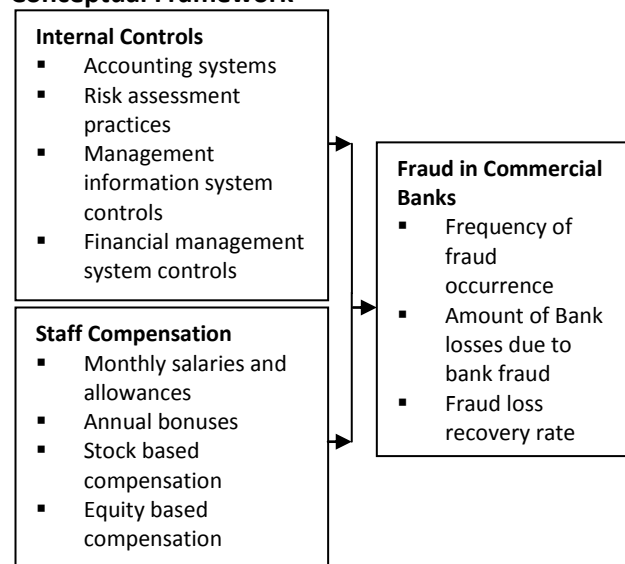 Conceptual Framework
Internal Controls
▪ Accounting systems
▪ Risk assessment
practices
▪ Management
information system
controls
▪ Financial management
system controls
Staff Compensation
▪ Monthly salaries and
allowances
▪ Annual bonuses
▪ Stock based
compensation
▪ Equity based
compensation
Fraud in Commercial
Banks
▪ Frequency of
fraud
occurrence
▪ Amount of Bank
losses due to
bank fraud
▪ Fraud loss
recovery rate